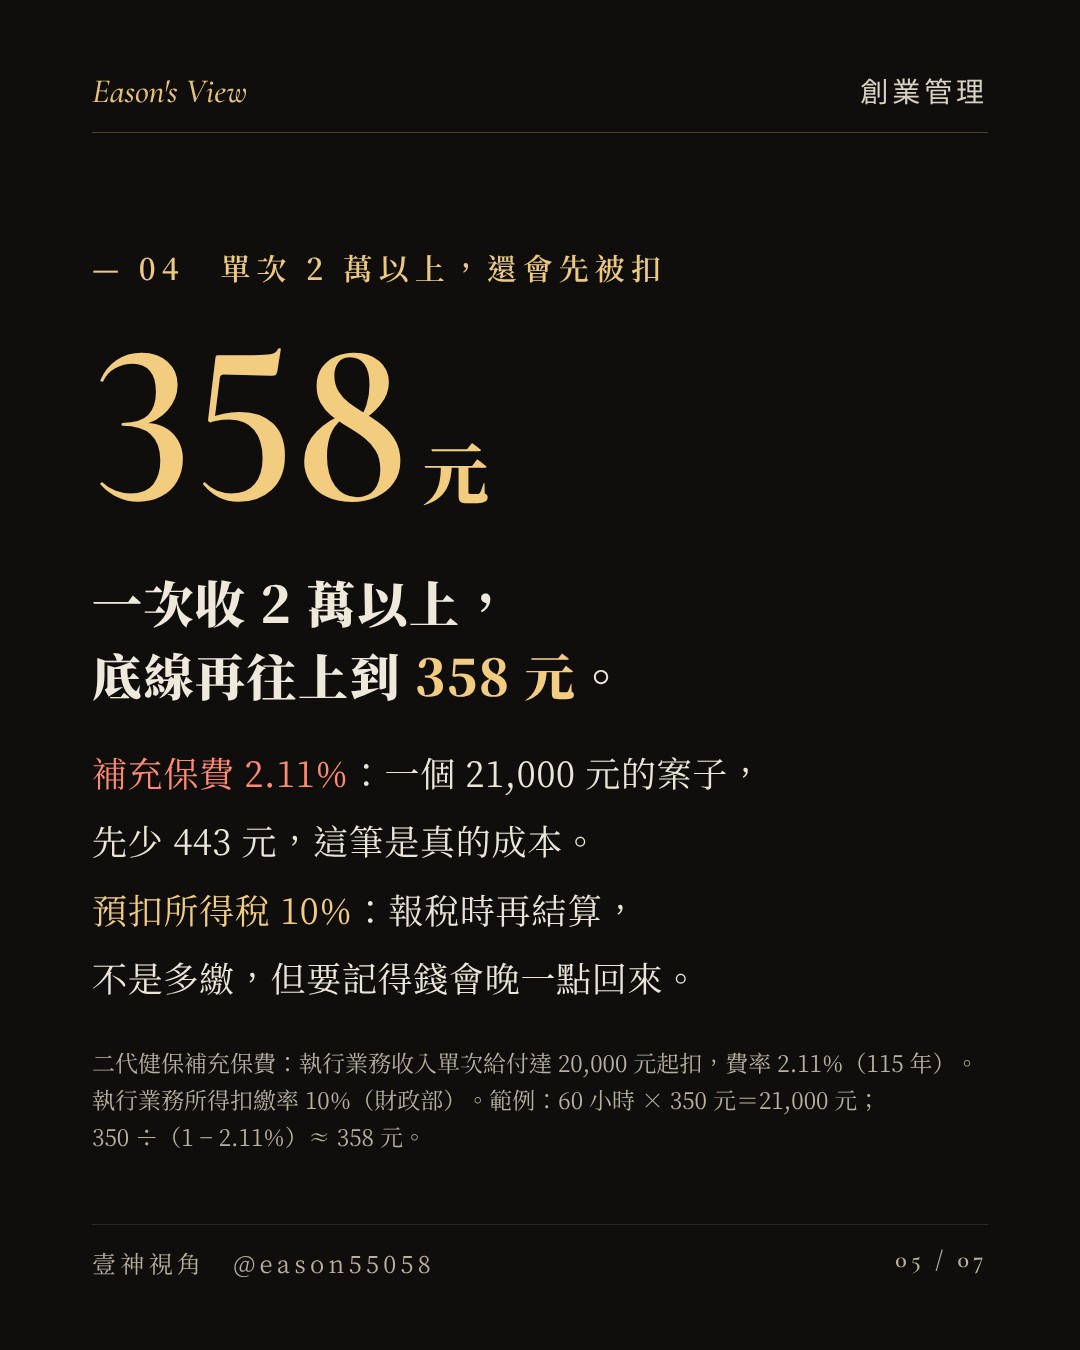 Eason's View
創業管理
— 04 單次 2 萬以上，還會先被扣
358 元
一次收 2 萬以上，
底線再往上到 358 元。
補充保費 2.11%：一個 21,000 元的案子，
先少 443 元，這筆是真的成本。
預扣所得稅 10%：報稅時再結算，
不是多繳，但要記得錢會晚一點回來。
二代健保補充保費：執行業務收入單次給付達 20,000 元起扣，費率 2.11%（115 年）。
執行業務所得扣繳率 10%（財政部）。範例：60 小時 × 350 元＝21,000 元；
350 ÷（1 − 2.11%）≈ 358 元。
壹神視角 @eason55058
05 / 07